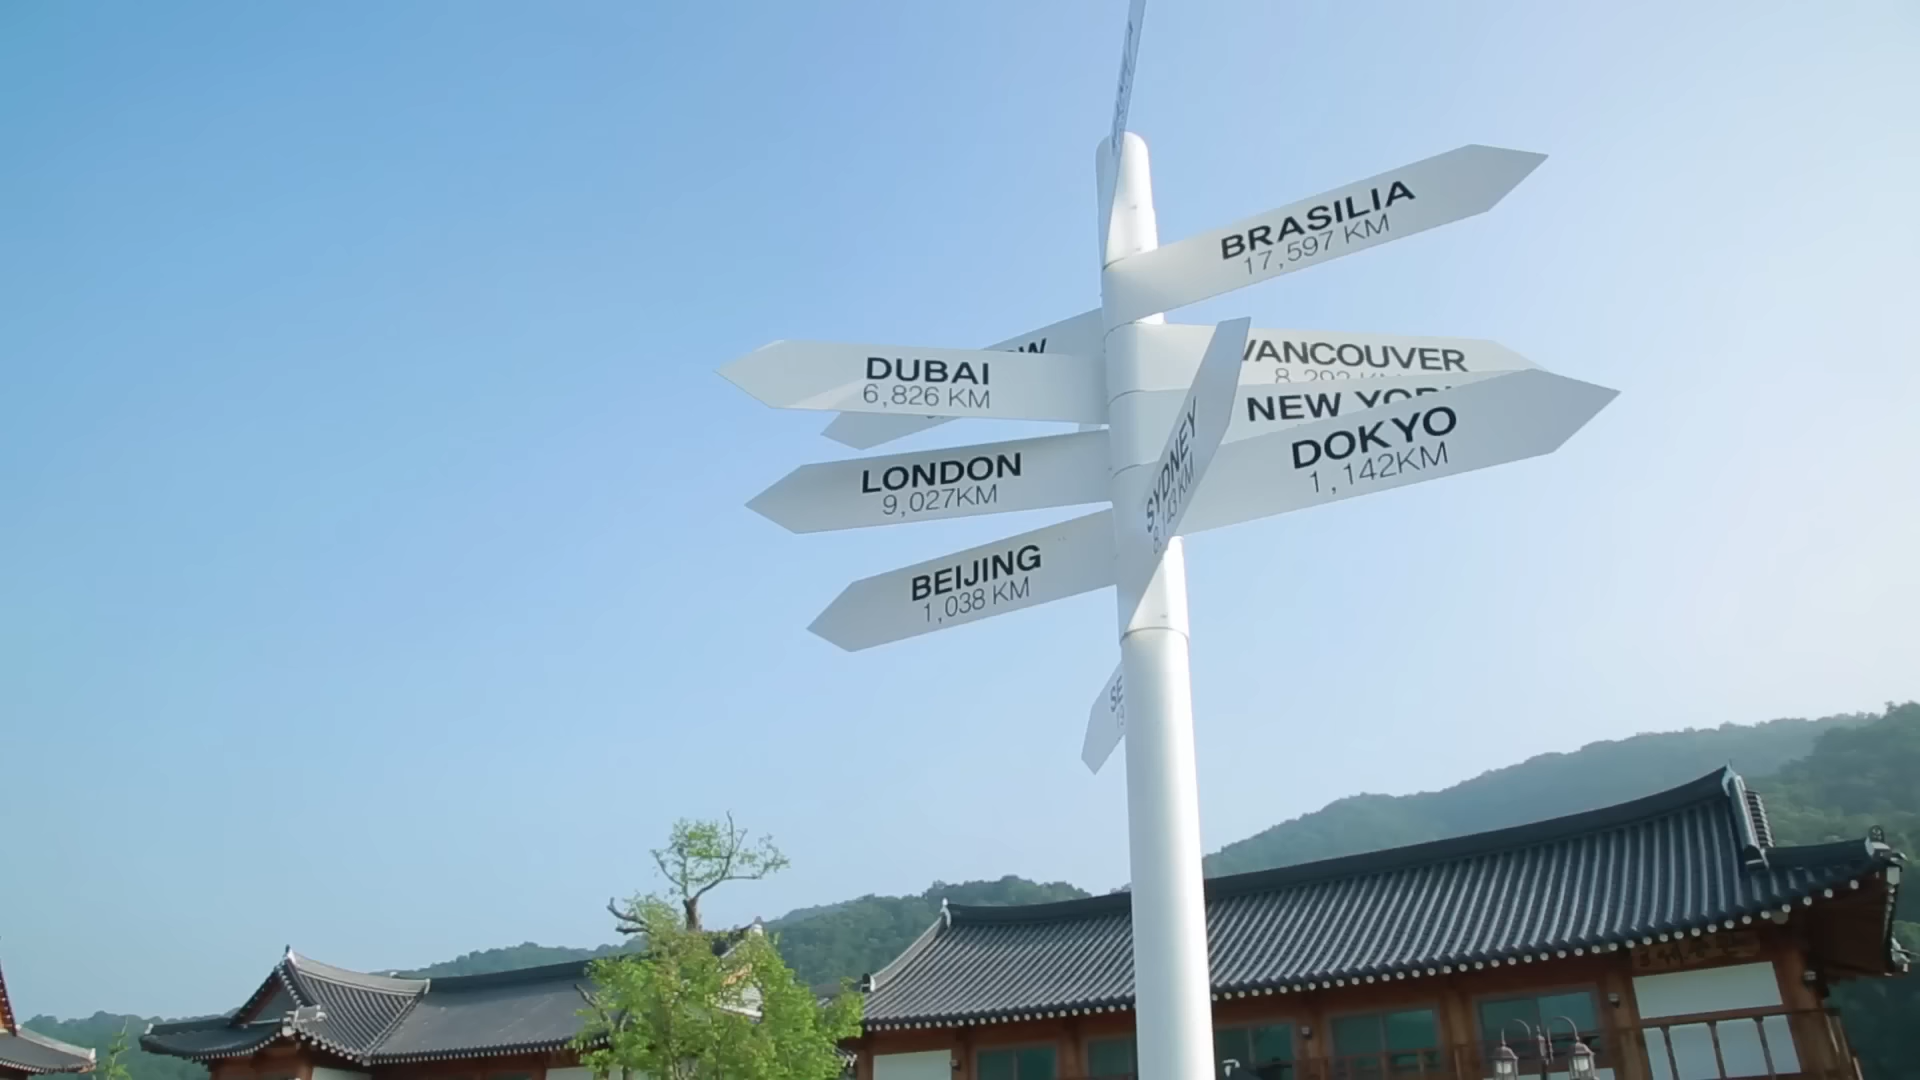 BRASILIA
17,597 KM
DUBAI
6,826 KM
VANCOUVER
NEW
DOKYO
1,142KM
SYDNEY
LONDON
9,027KM
BEIJING
1,038 KM